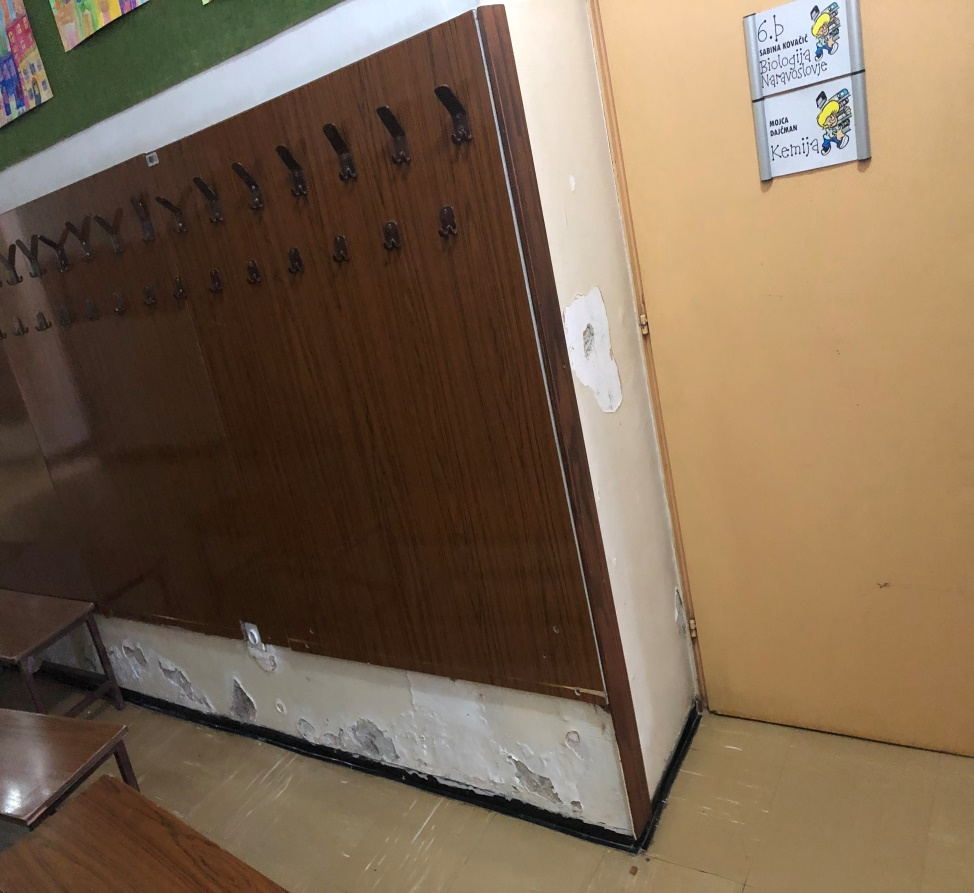 6.b
SABINA KOVAČIČ
Biologija
Naravoslovje
MOJCA
DAJČMAN
Kemija